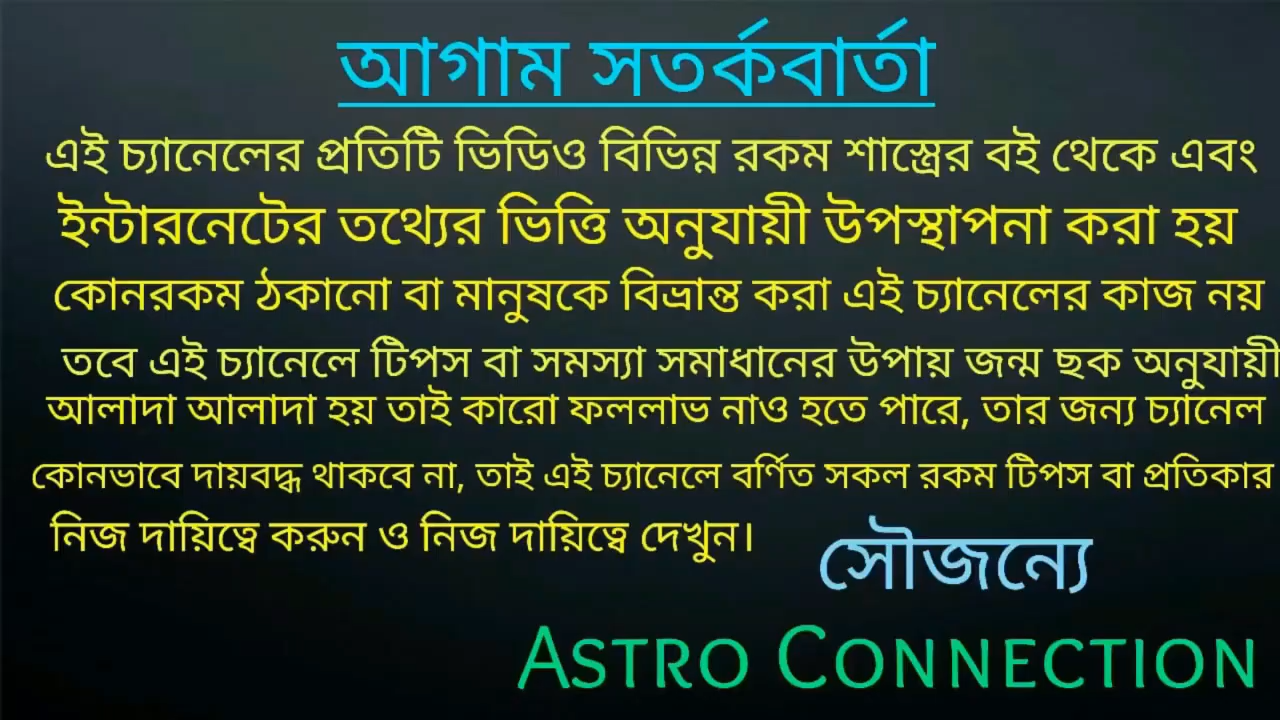 আগাম সতর্কবার্তা
এই চ্যানেলের প্রতিটি ভিডিও বিভিন্ন রকম শাস্ত্রের বই থেকে এবং
ইন্টারনেটের তথ্যের ভিত্তি অনুযায়ী উপস্থাপনা করা হয়
কোনরকম ঠকানো বা মানুষকে বিভ্রান্ত করা এই চ্যানেলের কাজ নয়
তবে এই চ্যানেলে টিপস বা সমস্যা সমাধানের উপায় জন্ম ছক অনুযায়ী
আলাদা আলাদা হয় তাই কারো ফললাভ নাও হতে পারে, তার জন্য চ্যানেল
কোনভাবে দায়বদ্ধ থাকবে না, তাই এই চ্যানেলে বর্ণিত সকল রকম টিপস বা প্রতিকার
নিজ দায়িত্বে করুন ও নিজ দায়িত্বে দেখুন।
সৌজন্যে
ASTRO CONNECTION